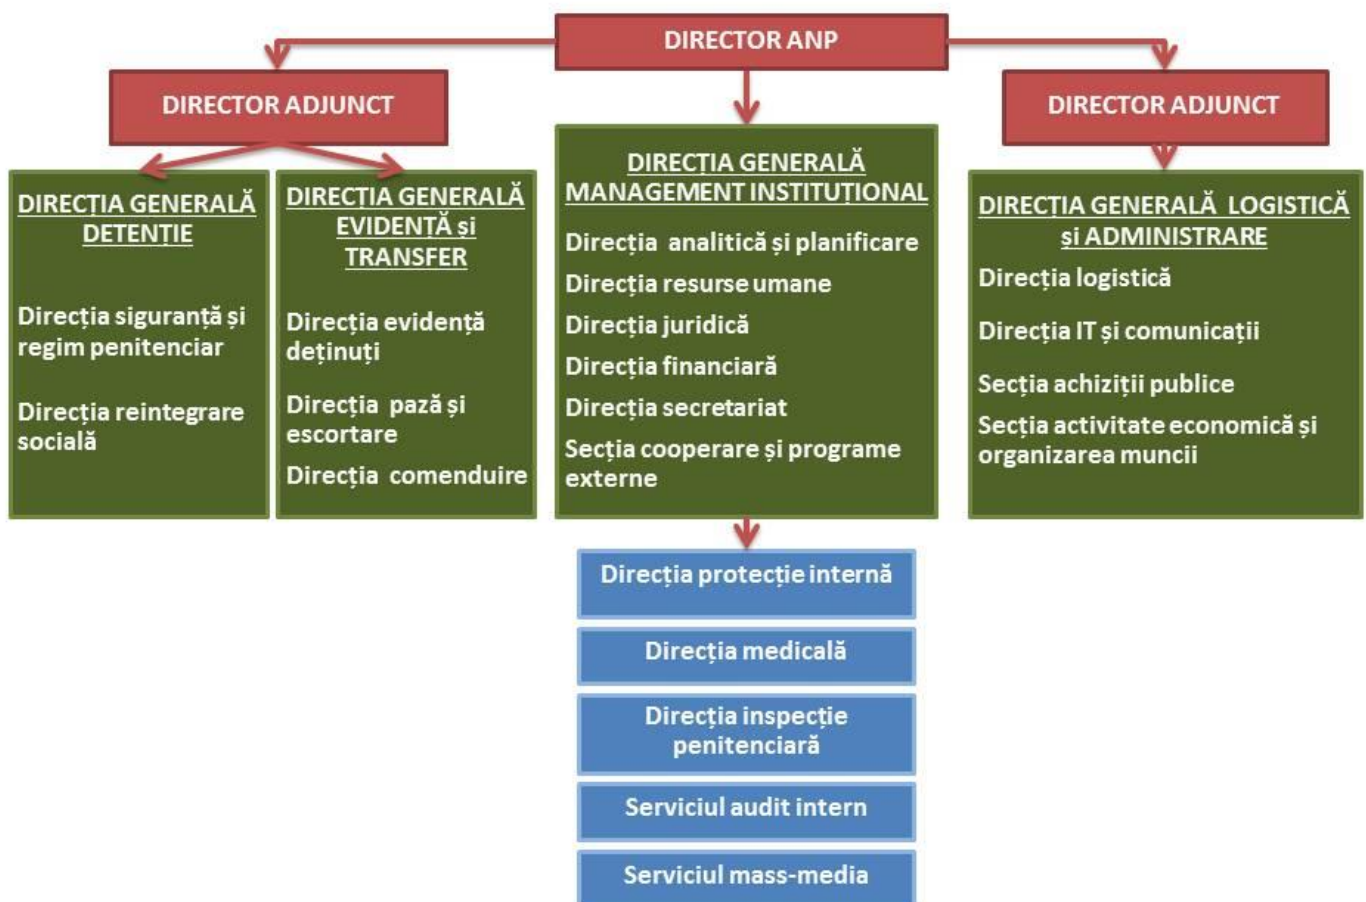 DIRECTOR ANP
DIRECTOR ADJUNCT
DIRECTOR ADJUNCT
DIRECȚIA GENERALĂ
DETENȚIE
Direcția siguranță și
regim penitenciar
Direcția reintegrare
socială
DIRECȚIA GENERALĂ
EVIDENȚĂ și
TRANSFER
Direcția evidență
deținuți
Direcția pază și
escortare
Direcția comenduire
DIRECȚIA GENERALĂ
MANAGEMENT INSTITUȚIONAL
Direcția analitică și planificare
Direcția resurse umane
Direcția juridică
Direcția financiară
Direcția secretariat
Secția cooperare și programe
externe
DIRECȚIA GENERALĂ LOGISTICĂ
și ADMINISTRARE
Direcția logistică
Direcția IT și comunicații
Secția achiziții publice
Secția activitate economică și
organizarea muncii
Direcția protecție internă
Direcția medicală
Direcția inspecție
penitenciară
Serviciul audit intern
Serviciul mass-media